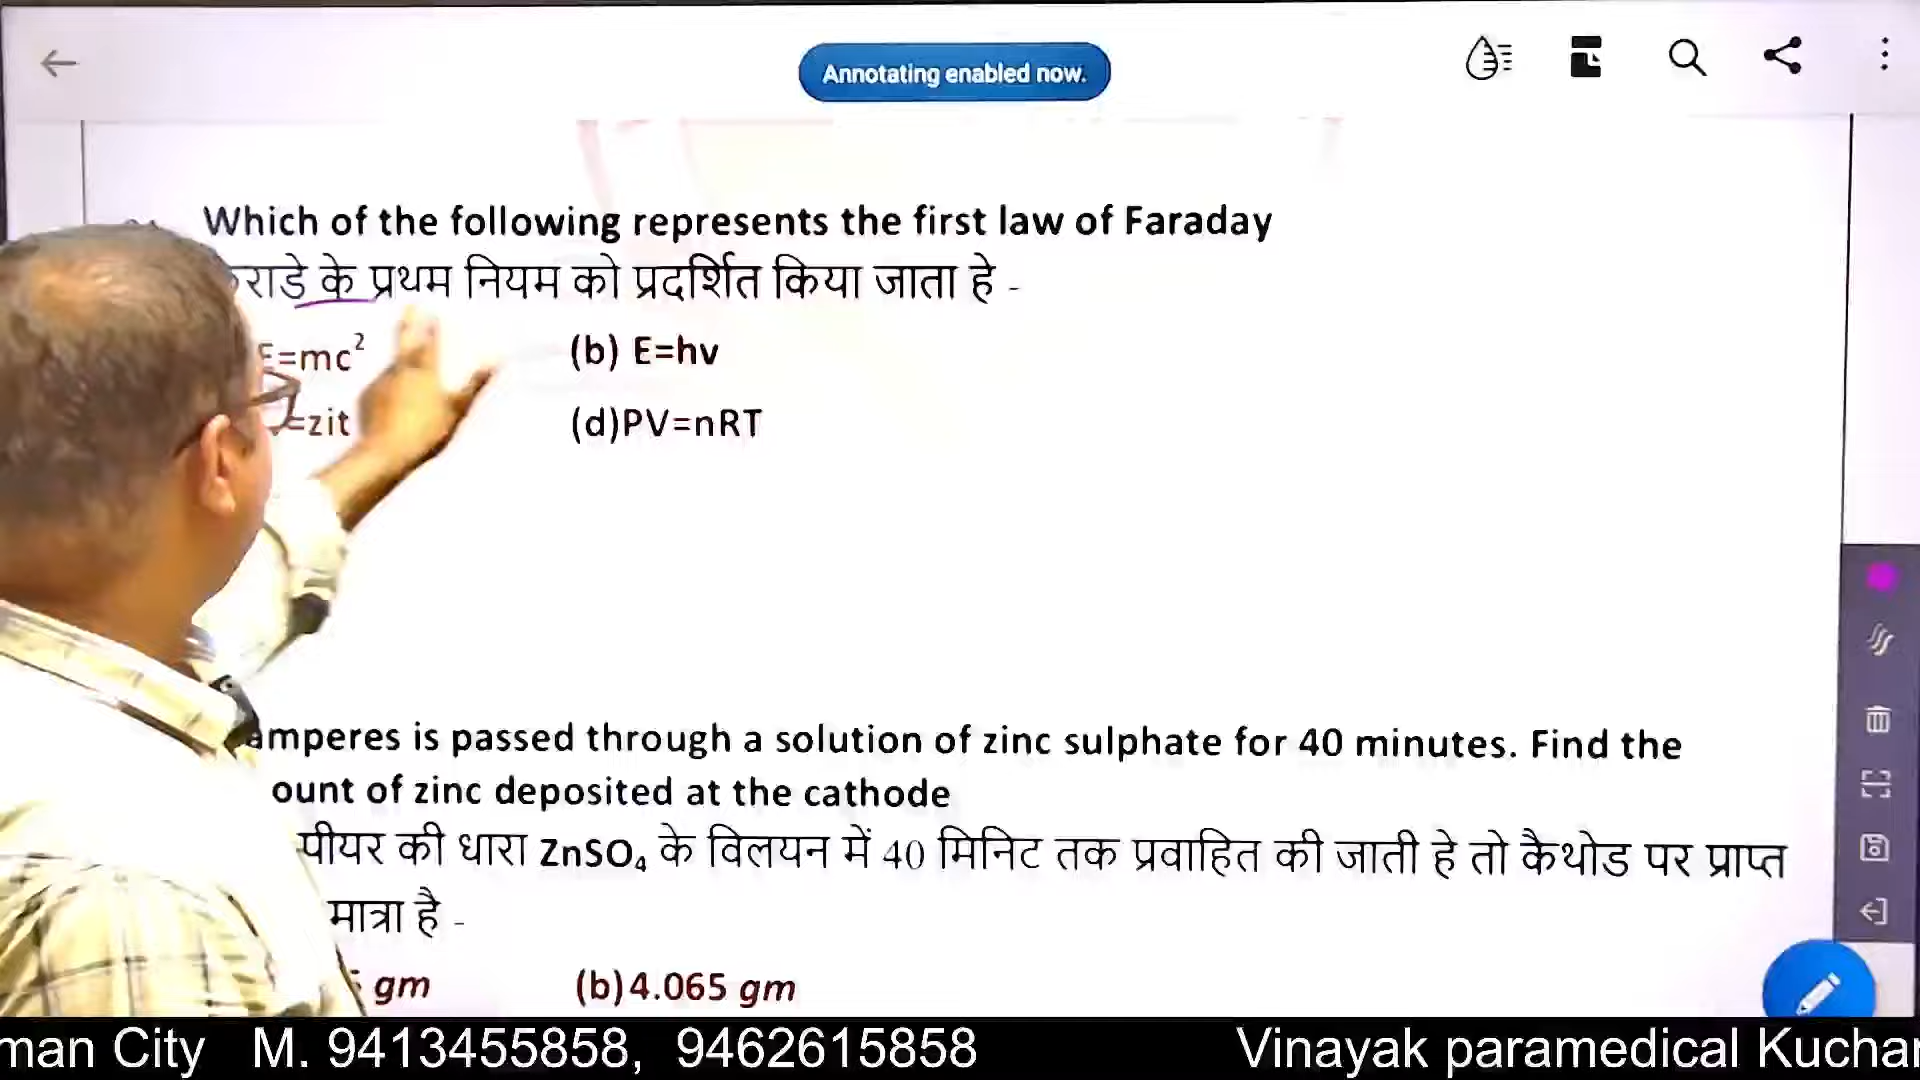 Annotating enabled now.
Which of the following represents the first law of Faraday
के प्रथम नियम को प्रदर्शित किया जाता हे -
E=mc²
(b) E=hv
=zit
(d)PV=nRT
amperes is passed through a solution of zinc sulphate for 40 minutes. Find the
ount of zinc deposited at the cathode
पीयर की धारा ZnSO₄ के विलयन में 40 मिनिट तक प्रवाहित की जाती हे तो कैथोड पर प्राप्त
मात्रा है -
gm
(b)4.065 gm
man City M. 9413455858, 9462615858
Vinayak paramedical Kuchar